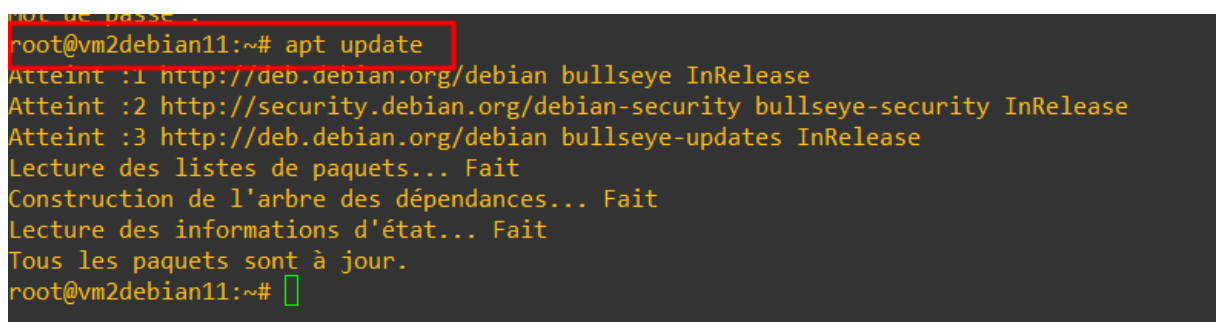 Mot de passe :
root@vm2debian11:~# apt update
Atteint :1 http://deb.debian.org/debian bullseye InRelease
Atteint :2 http://security.debian.org/debian-security bullseye-security InRelease
Atteint :3 http://deb.debian.org/debian bullseye-updates InRelease
Lecture des listes de paquets... Fait
Construction de l'arbre des dépendances... Fait
Lecture des informations d'état... Fait
Tous les paquets sont à jour.
root@vm2debian11:~#